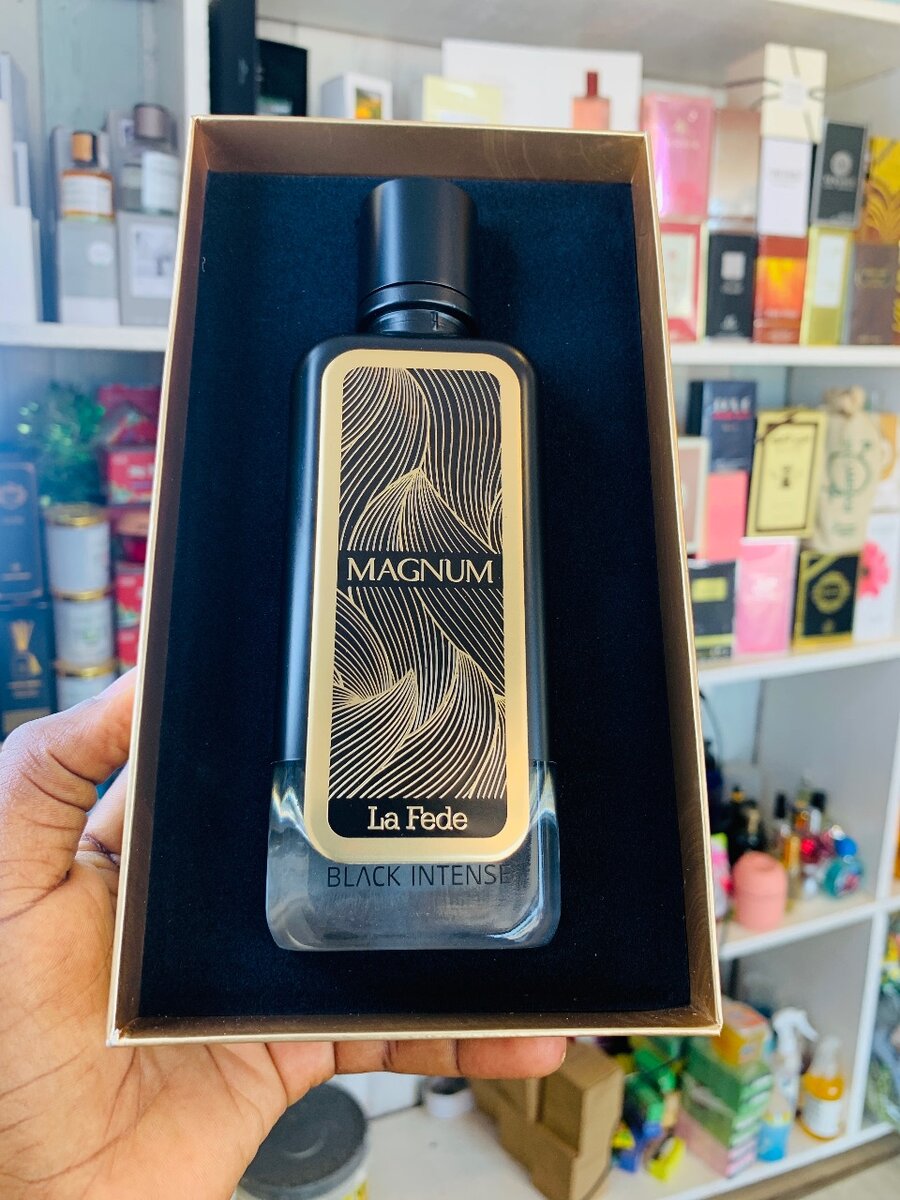 MAGNUM
La Fede
BLACK INTENSE